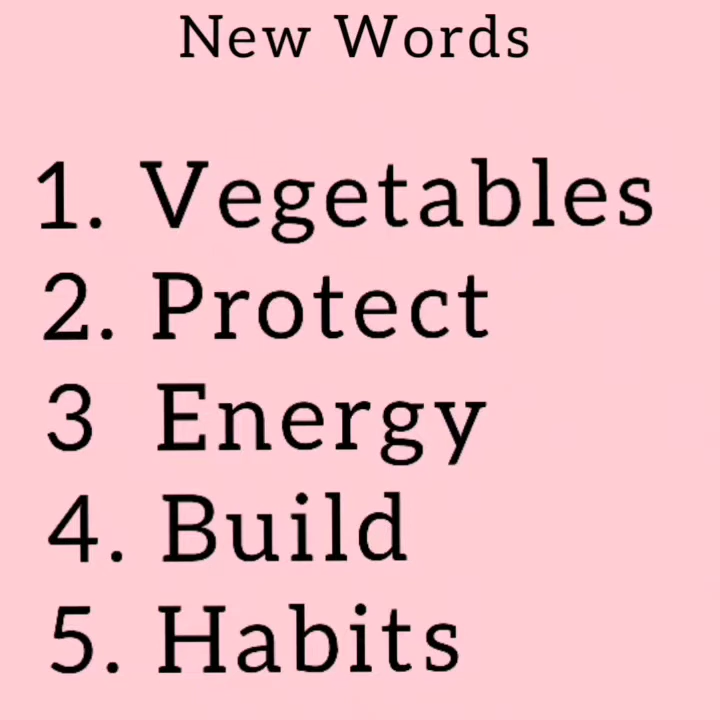 New Words
1. Vegetables
2. Protect
3 Energy
4. Build
5. Habits